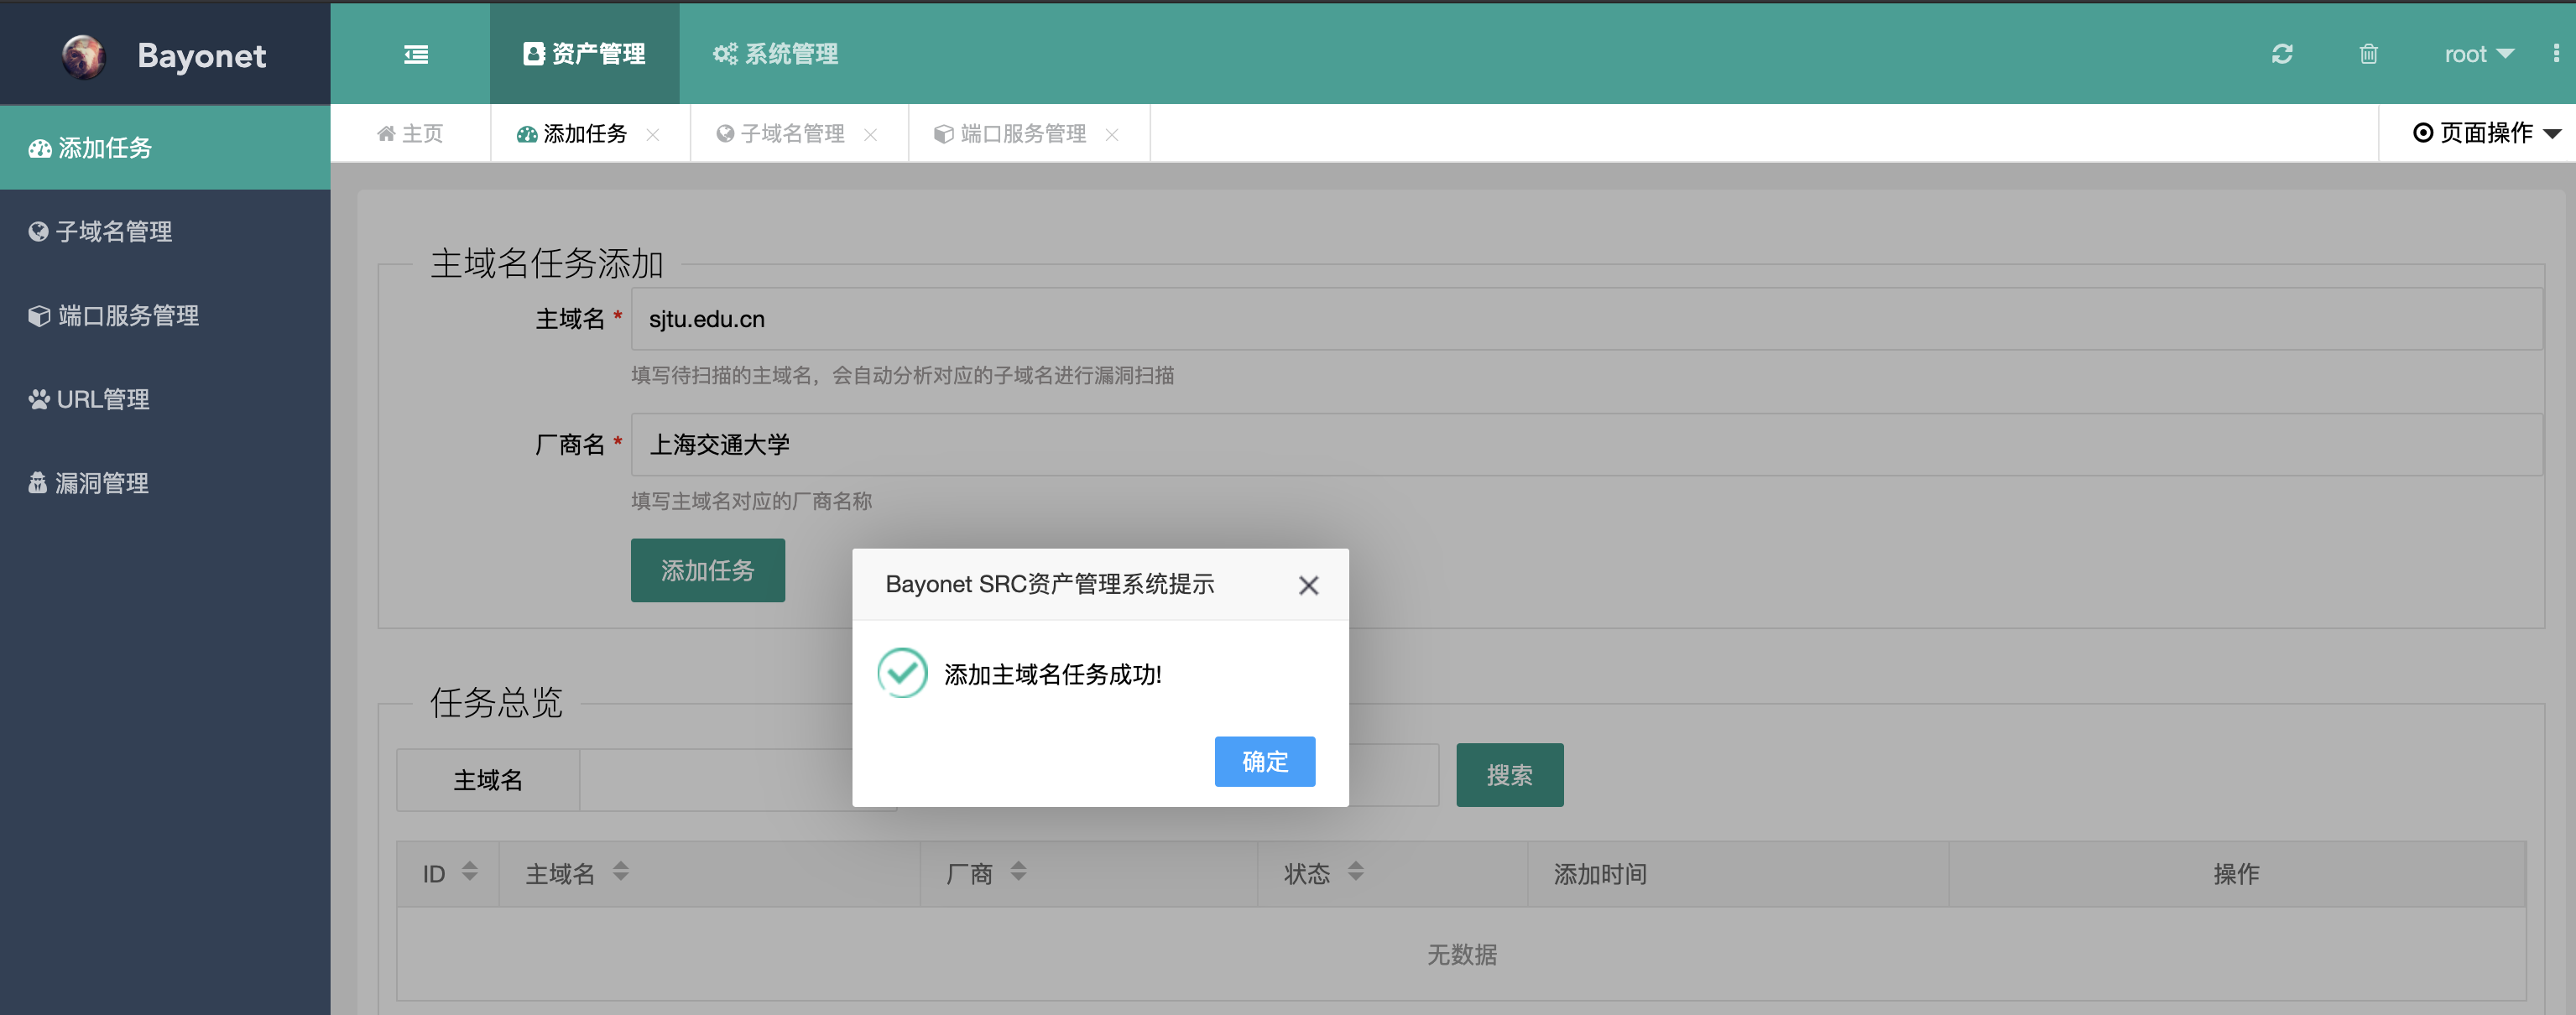 Bayonet
资产管理
系统管理
root
添加任务
子域名管理
端口服务管理
URL管理
漏洞管理
主页
添加任务
子域名管理
端口服务管理
页面操作
主域名任务添加
主域名 *
sjtu.edu.cn
填写待扫描的主域名，会自动分析对应的子域名进行漏洞扫描
厂商名 *
上海交通大学
填写主域名对应的厂商名称
添加任务
Bayonet SRC资产管理系统提示
添加主域名任务成功!
确定
任务总览
主域名
搜索
ID
主域名
厂商
状态
添加时间
操作
无数据